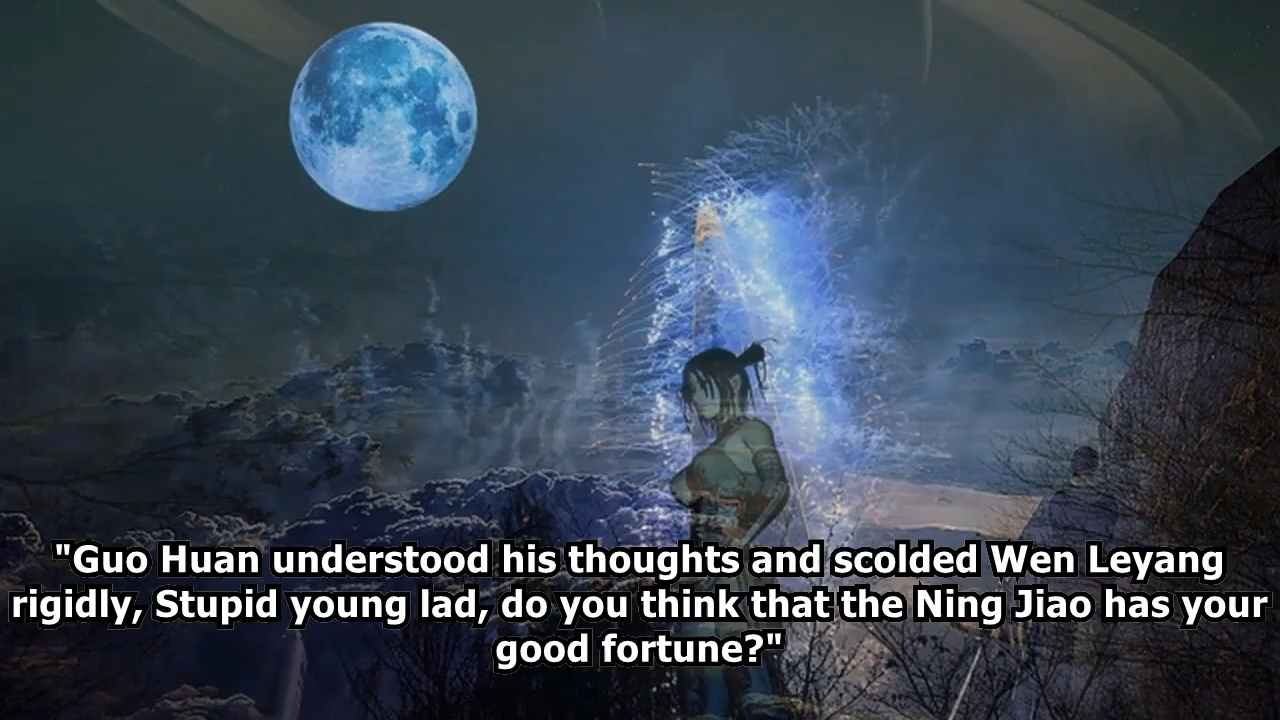 "Guo Huan understood his thoughts and scolded Wen Leyang
rigidly, Stupid young lad, do you think that the Ning Jiao has your
good fortune?"